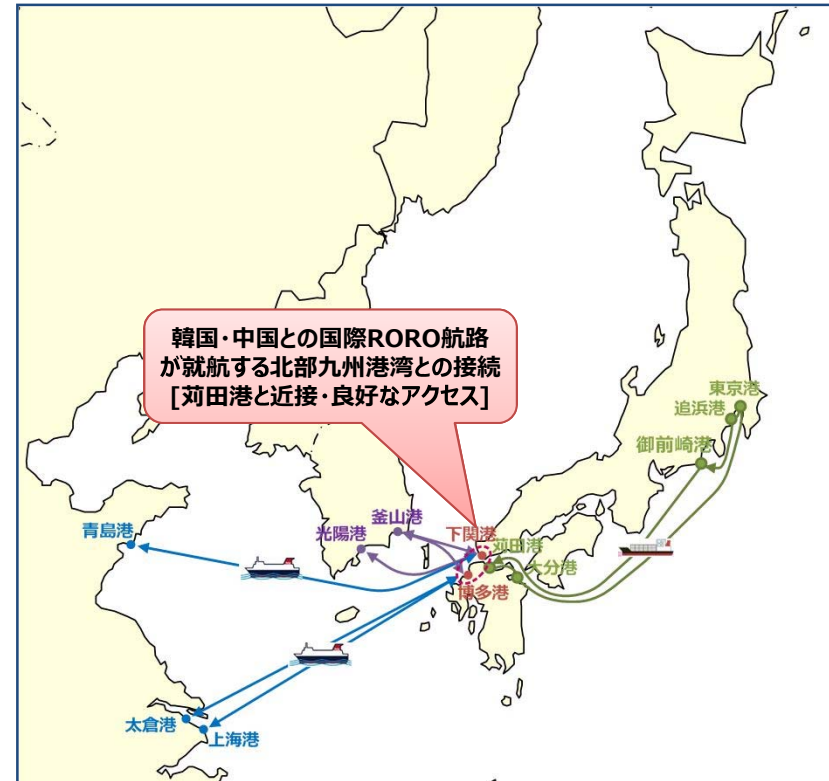 韓国・中国との国際RORO航路
が就航する北部九州港湾との接続
[苅田港と近接・良好なアクセス]
東京港
追浜港
御前崎港
青島港
釜山港
光陽港
下関港
苅田港
大分港
博多港
太倉港
上海港